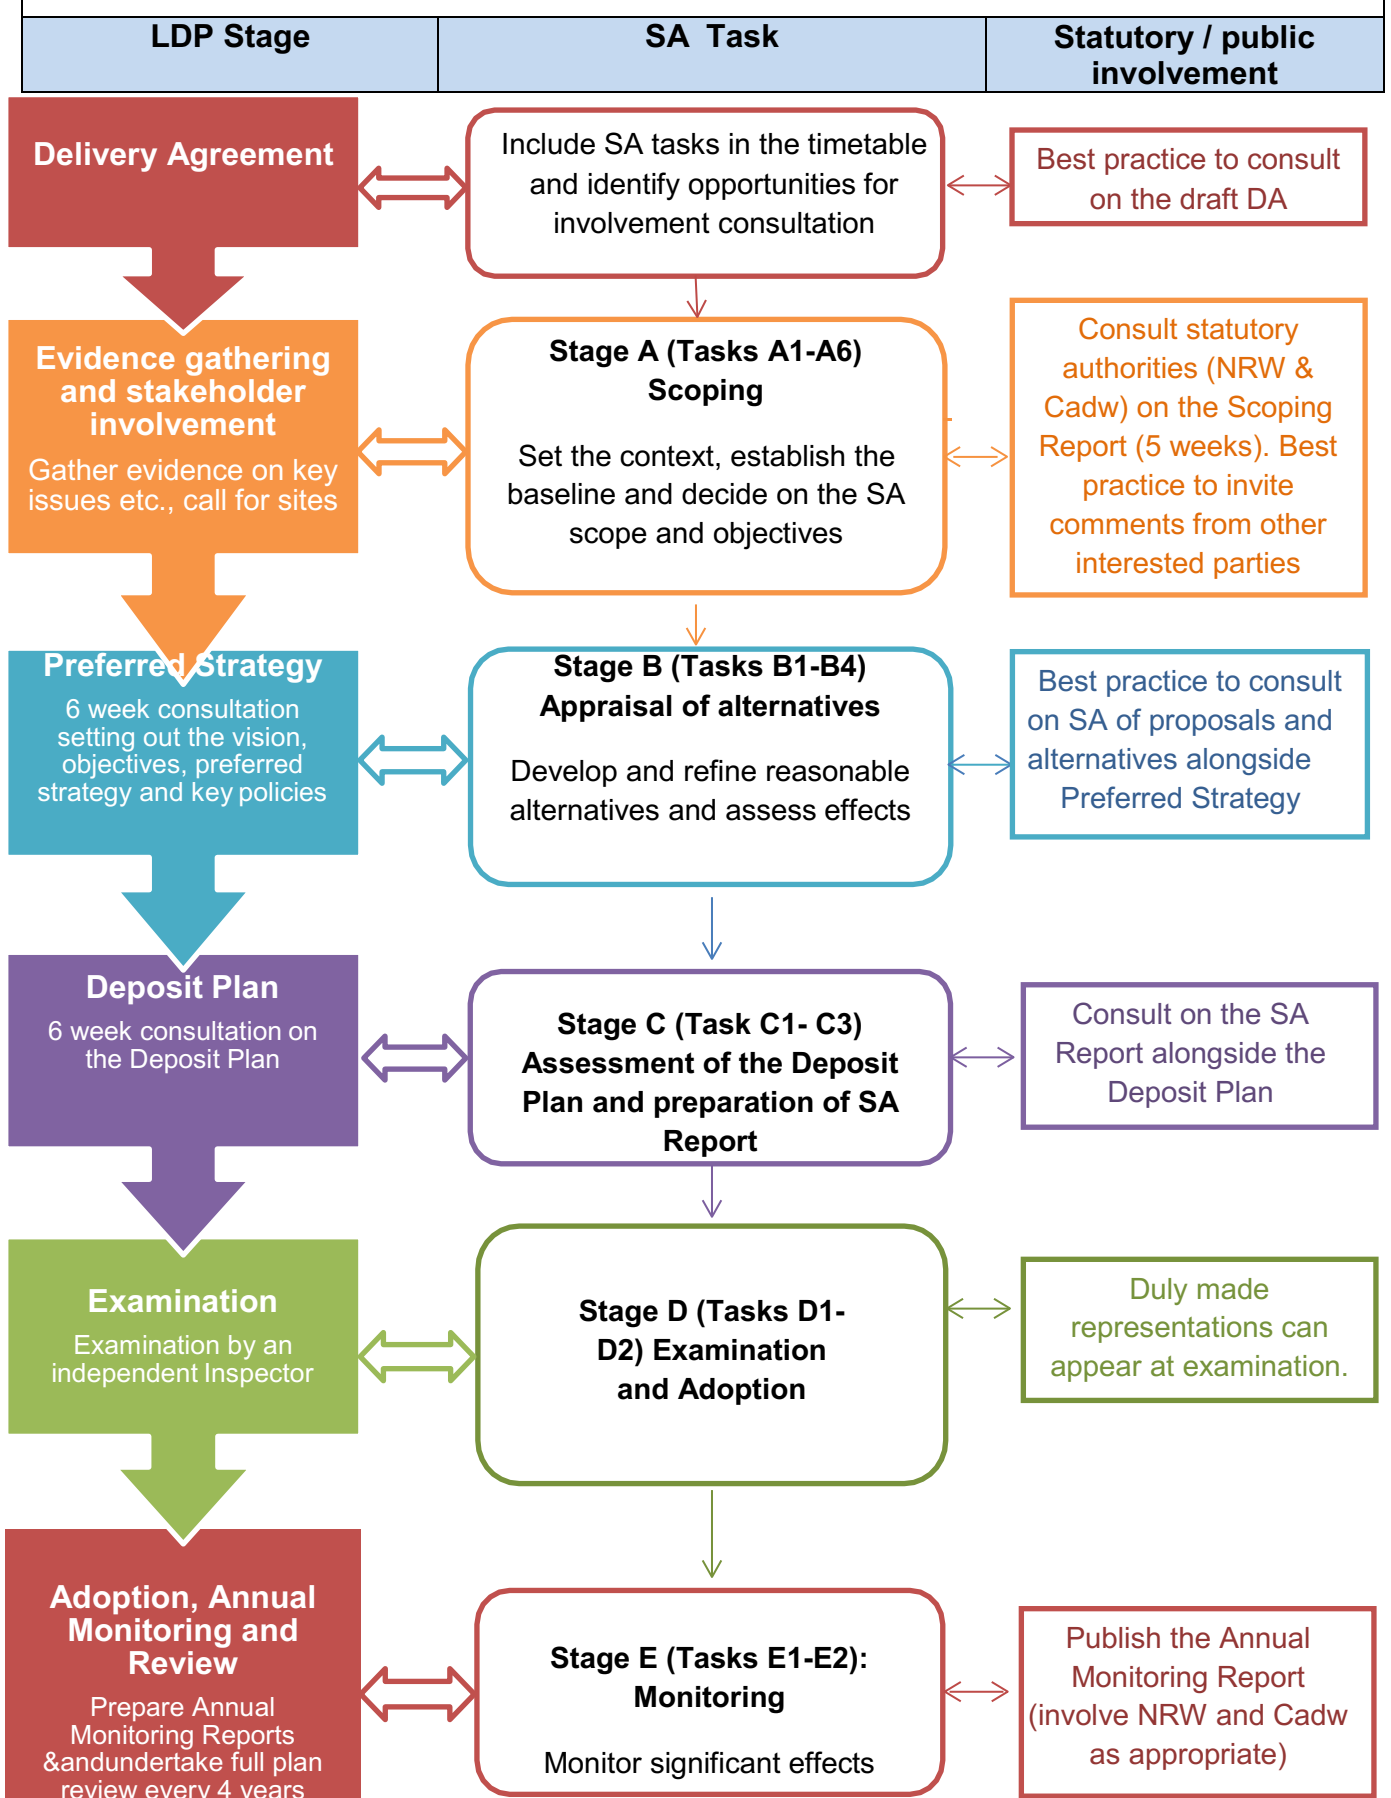 LDP Stage
SA Task
Statutory / public
involvement
Delivery Agreement
Include SA tasks in the timetable
and identify opportunities for
involvement consultation
Best practice to consult
on the draft DA
Evidence gathering
and stakeholder
involvement
Gather evidence on key
issues etc., call for sites
Stage A (Tasks A1-A6)
Scoping
Set the context, establish the
baseline and decide on the SA
scope and objectives
Consult statutory
authorities (NRW &
Cadw) on the Scoping
Report (5 weeks). Best
practice to invite
comments from other
interested parties
Preferred Strategy
6 week consultation
setting out the vision,
objectives, preferred
strategy and key policies
Stage B (Tasks B1-B4)
Appraisal of alternatives
Develop and refine reasonable
alternatives and assess effects
Best practice to consult
on SA of proposals and
alternatives alongside
Preferred Strategy
Deposit Plan
6 week consultation on
the Deposit Plan
Stage C (Task C1- C3)
Assessment of the Deposit
Plan and preparation of SA
Report
Consult on the SA
Report alongside the
Deposit Plan
Examination
Examination by an
independent Inspector
Stage D (Tasks D1-
D2) Examination
and Adoption
Duly made
representations can
appear at examination.
Adoption, Annual
Monitoring and
Review
Prepare Annual
Monitoring Reports
&andundertake full plan
review every 4 years
Stage E (Tasks E1-E2):
Monitoring
Monitor significant effects
Publish the Annual
Monitoring Report
(involve NRW and Cadw
as appropriate)